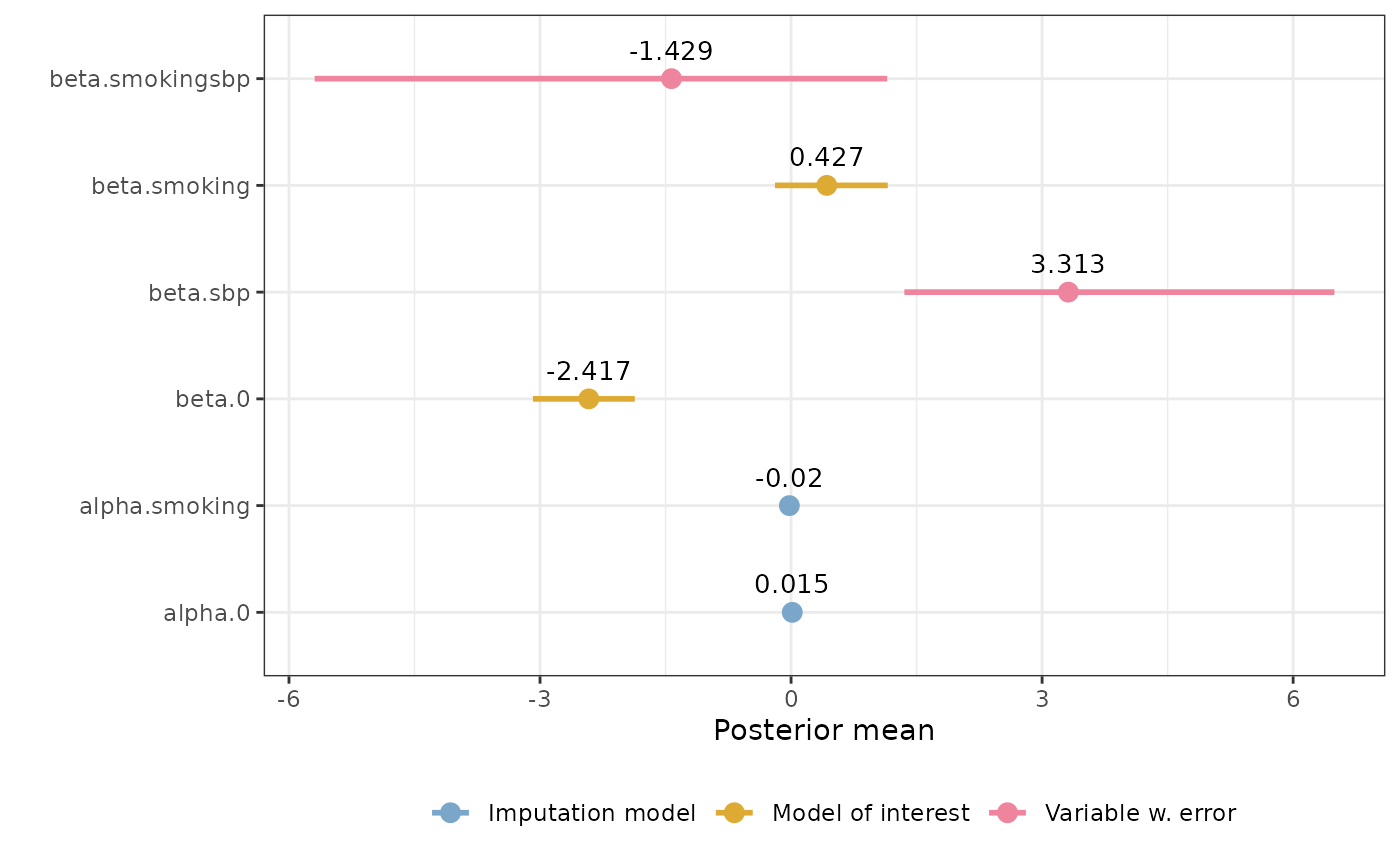 -1.429
beta.smokingsbp
0.427
beta.smoking
3.313
beta.sbp
-2.417
beta.0
-0.02
alpha.smoking
0.015
alpha.0
-6 -3 0 3 6
Posterior mean
Imputation model Model of interest Variable w. error